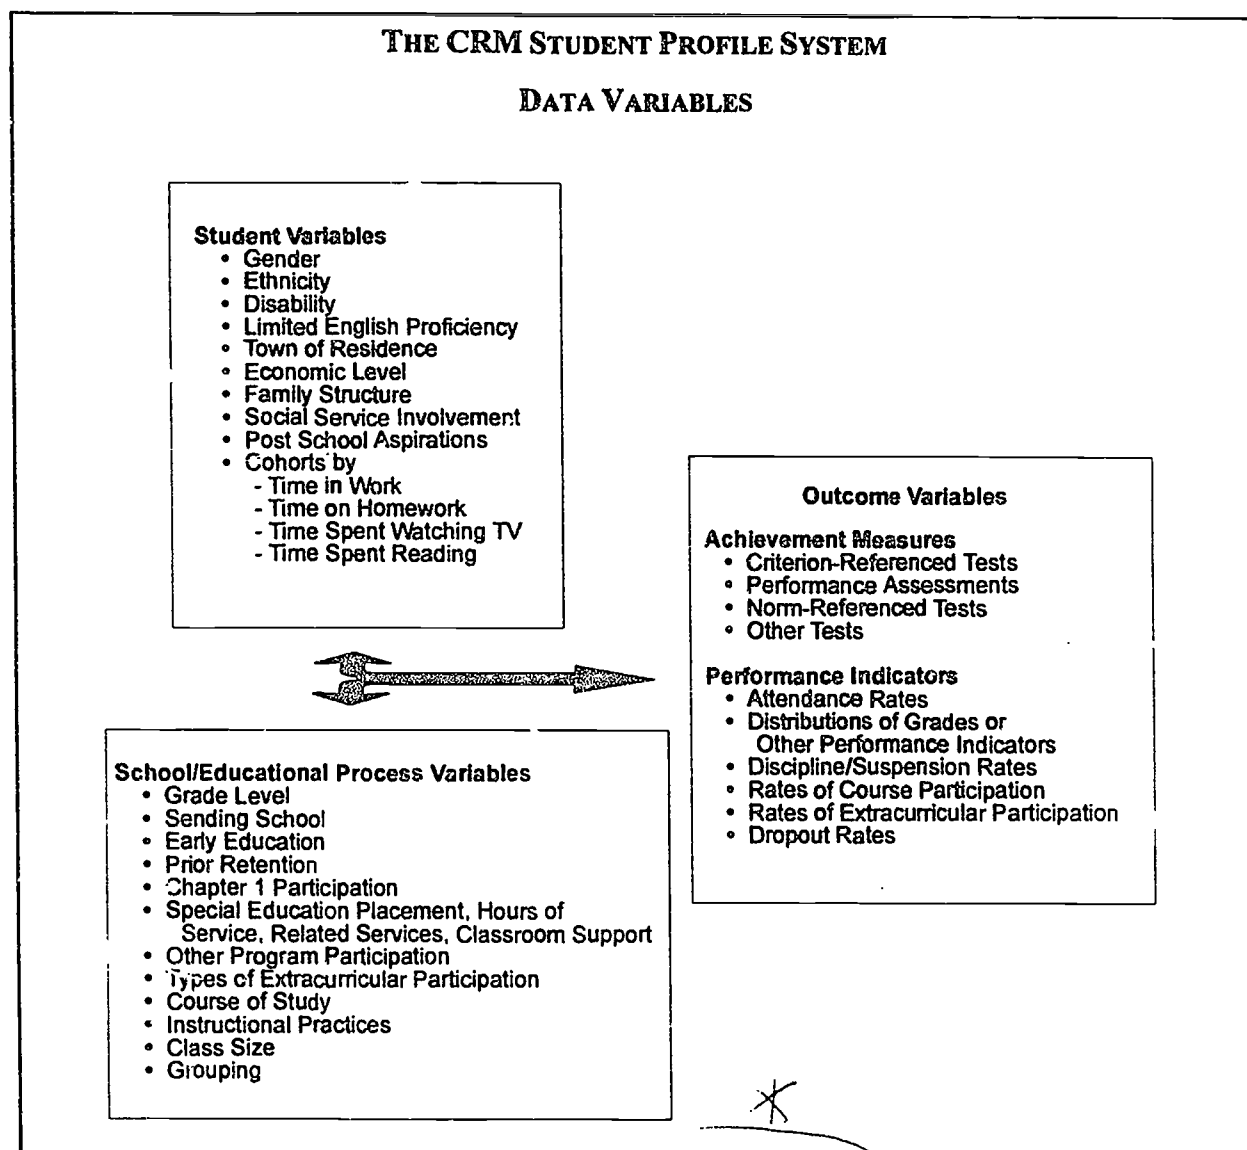 THE CRM STUDENT PROFILE SYSTEM
DATA VARIABLES
Student Variables
• Gender
• Ethnicity
• Disability
• Limited English Proficiency
• Town of Residence
• Economic Level
• Family Structure
• Social Service Involvement
• Post School Aspirations
• Cohorts by
- Time in Work
- Time on Homework
- Time Spent Watching TV
- Time Spent Reading
Outcome Variables
Achievement Measures
• Criterion-Referenced Tests
• Performance Assessments
• Norm-Referenced Tests
• Other Tests
Performance Indicators
• Attendance Rates
• Distributions of Grades or
Other Performance Indicators
• Discipline/Suspension Rates
• Rates of Course Participation
• Rates of Extracurricular Participation
• Dropout Rates
School/Educational Process Variables
• Grade Level
• Sending School
• Early Education
• Prior Retention
• Chapter 1 Participation
• Special Education Placement, Hours of
Service, Related Services, Classroom Support
• Other Program Participation
• Types of Extracurricular Participation
• Course of Study
• Instructional Practices
• Class Size
• Grouping